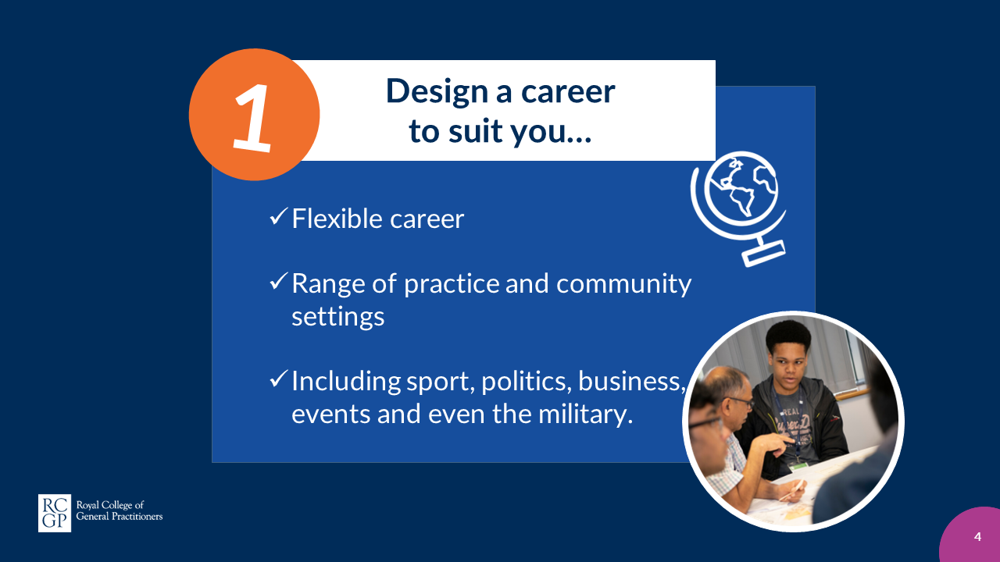 1
Design a career
to suit you...
✓Flexible career
✓Range of practice and community
settings
✓Including sport, politics, business,
events and even the military.
REAL
RC
GP
Royal College of
General Practitioners
4